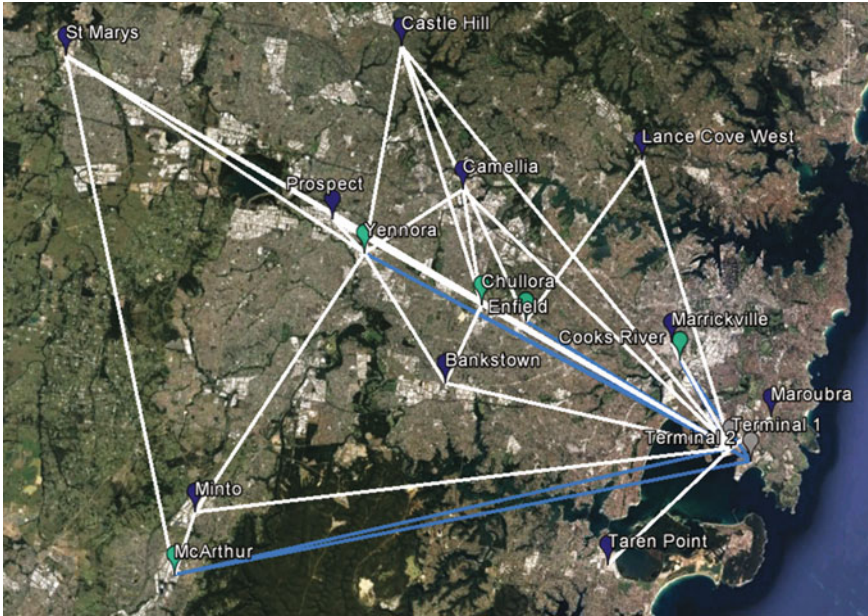 St Marys
Castle Hill
Lance Cove West
Camellia
Prospect
Yennora
Chullora
Enfield
Cooks River
Marrickville
Bankstown
Maroubra
Terminal 1
Terminal 2
Minto
Taren Point
McArthur